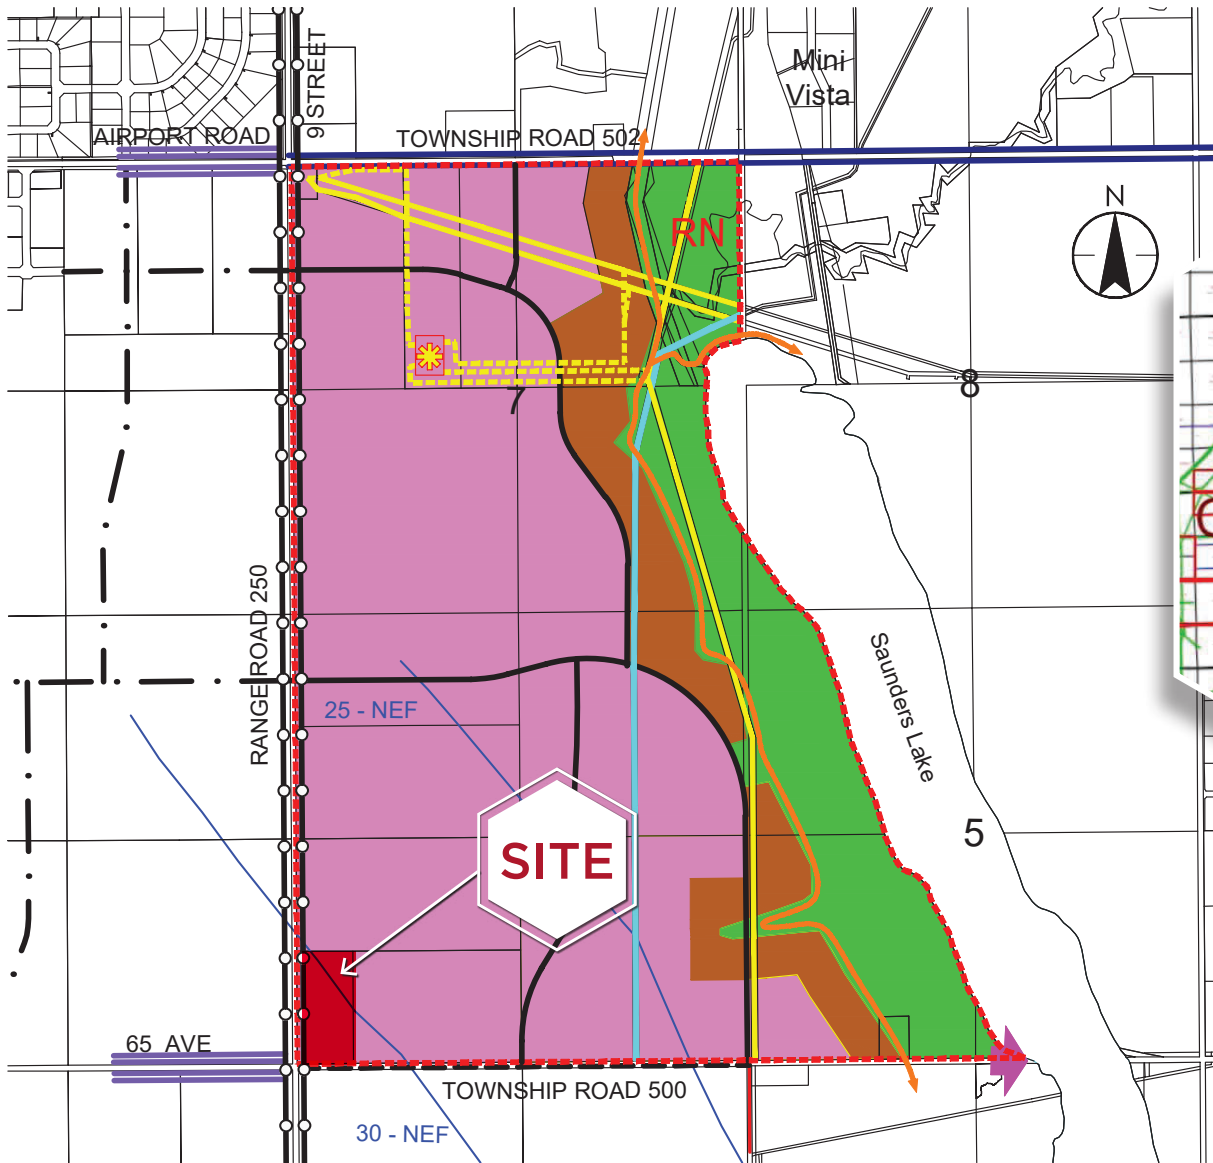 9 STREET
Mini
Vista
AIRPORT ROAD
TOWNSHIP ROAD 502
N
RN
8
RANGE ROAD 250
Saunders Lake
25 - NEF
5
SITE
65 AVE
TOWNSHIP ROAD 500
30 - NEF